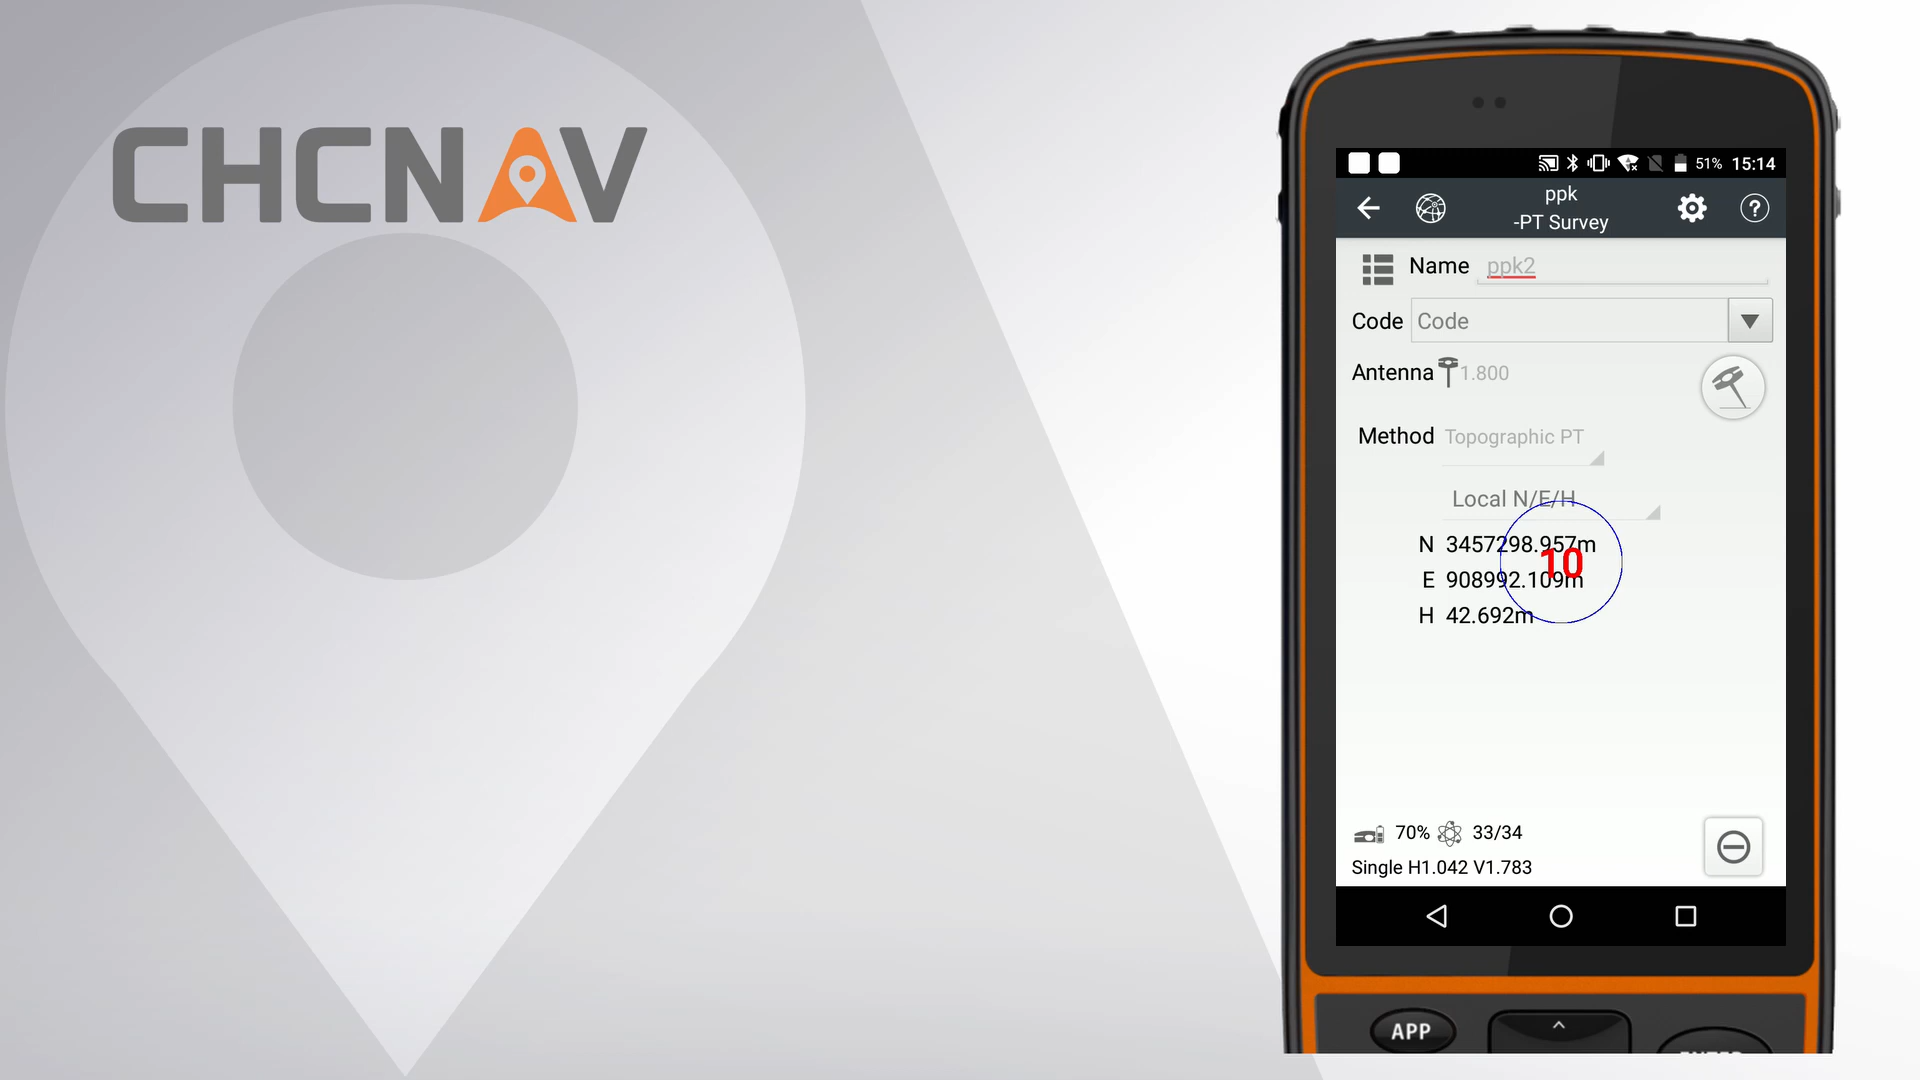 CHCNAV
51% 15:14
ppk
-PT Survey
?
Name ppk2
Code Code
Antenna 1.800
Method Topographic PT
Local N/E/H
N 3457298.957m
10
E 908992.109m
H 42.692m
70% 33/34
Single H1.042 V1.783
APP
ENTER